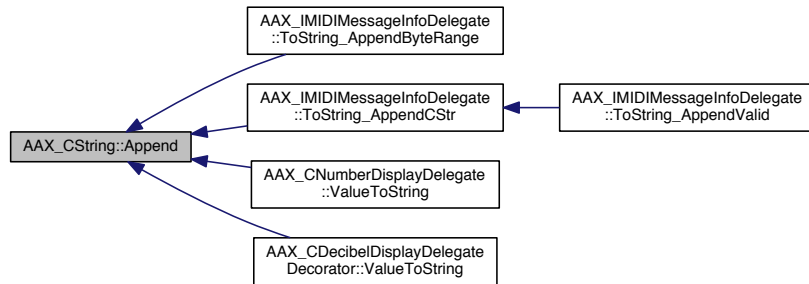 AAX_IMIDIMessageInfoDelegate
::ToString_AppendByteRange
AAX_IMIDIMessageInfoDelegate
::ToString_AppendCStr
AAX_IMIDIMessageInfoDelegate
::ToString_AppendValid
AAX_CString::Append
AAX_CNumberDisplayDelegate
::ValueToString
AAX_CDecibelDisplayDelegate
Decorator::ValueToString